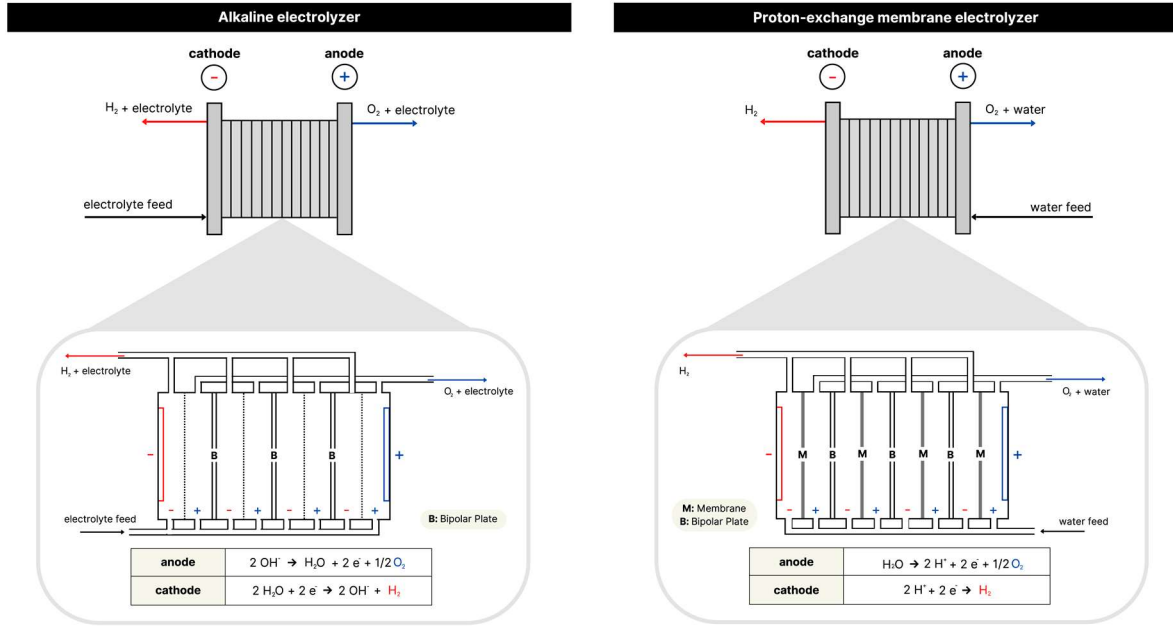 Alkaline electrolyzer
cathode anode
- +
H₂ + electrolyte
O₂ + electrolyte
electrolyte feed
H₂ + electrolyte
O₂ + electrolyte
- B B B +
- + - + - + - +
electrolyte feed
B: Bipolar Plate
anode 2 OH⁻ → H₂O + 2 e⁻ + 1/2 O₂
cathode 2 H₂O + 2 e⁻ → 2 OH⁻ + H₂
Proton-exchange membrane electrolyzer
cathode anode
- +
H₂
O₂ + water
water feed
H₂
O₂ + water
- M B M B M B M +
- + - + - + - +
M: Membrane
B: Bipolar Plate
water feed
anode H₂O → 2 H⁺ + 2 e⁻ + 1/2 O₂
cathode 2 H⁺ + 2 e⁻ → H₂